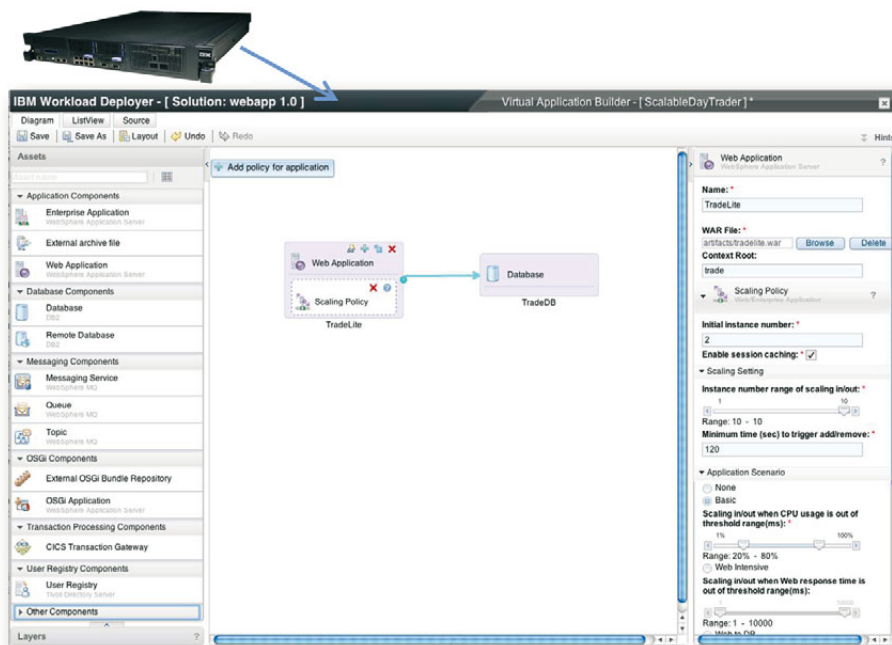 IBM
IBM Workload Deployer - [ Solution: webapp 1.0 ]
Virtual Application Builder - [ ScalableDayTrader ] *
Diagram ListView Source
Save Save As Layout Undo Redo
Hint
Assets
Asset name
Application Components
Enterprise Application
WebSphere Application Server
External archive file
Web Application
WebSphere Application Server
Database Components
Database
DB2
Remote Database
DB2
Messaging Components
Messaging Service
WebSphere MQ
Queue
WebSphere MQ
Topic
WebSphere MQ
OSGi Components
External OSGi Bundle Repository
OSGi Application
WebSphere Application Server
Transaction Processing Components
CICS Transaction Gateway
User Registry Components
User Registry
Tivoli Directory Server
Other Components
Layers ?
Add policy for application
Web Application
Scaling Policy
TradeLite
Database
TradeDB
Web Application ?
WebSphere Application Server
Name: *
TradeLite
WAR File: *
artifacts/tradelite.war Browse Delete
Context Root:
trade
Scaling Policy ?
Web/Enterprise Application
Initial instance number: *
2
Enable session caching: *
Scaling Setting
Instance number range of scaling in/out: *
1 10
Range: 10 - 10
Minimum time (sec) to trigger add/remove: *
120
Application Scenario
None
Basic
Scaling in/out when CPU usage is out of
threshold range(ms): *
1% 100%
Range: 20% - 80%
Web Intensive
Scaling in/out when Web response time is
out of threshold range(ms):
1 10000
Range: 1 - 10000
Web to DB